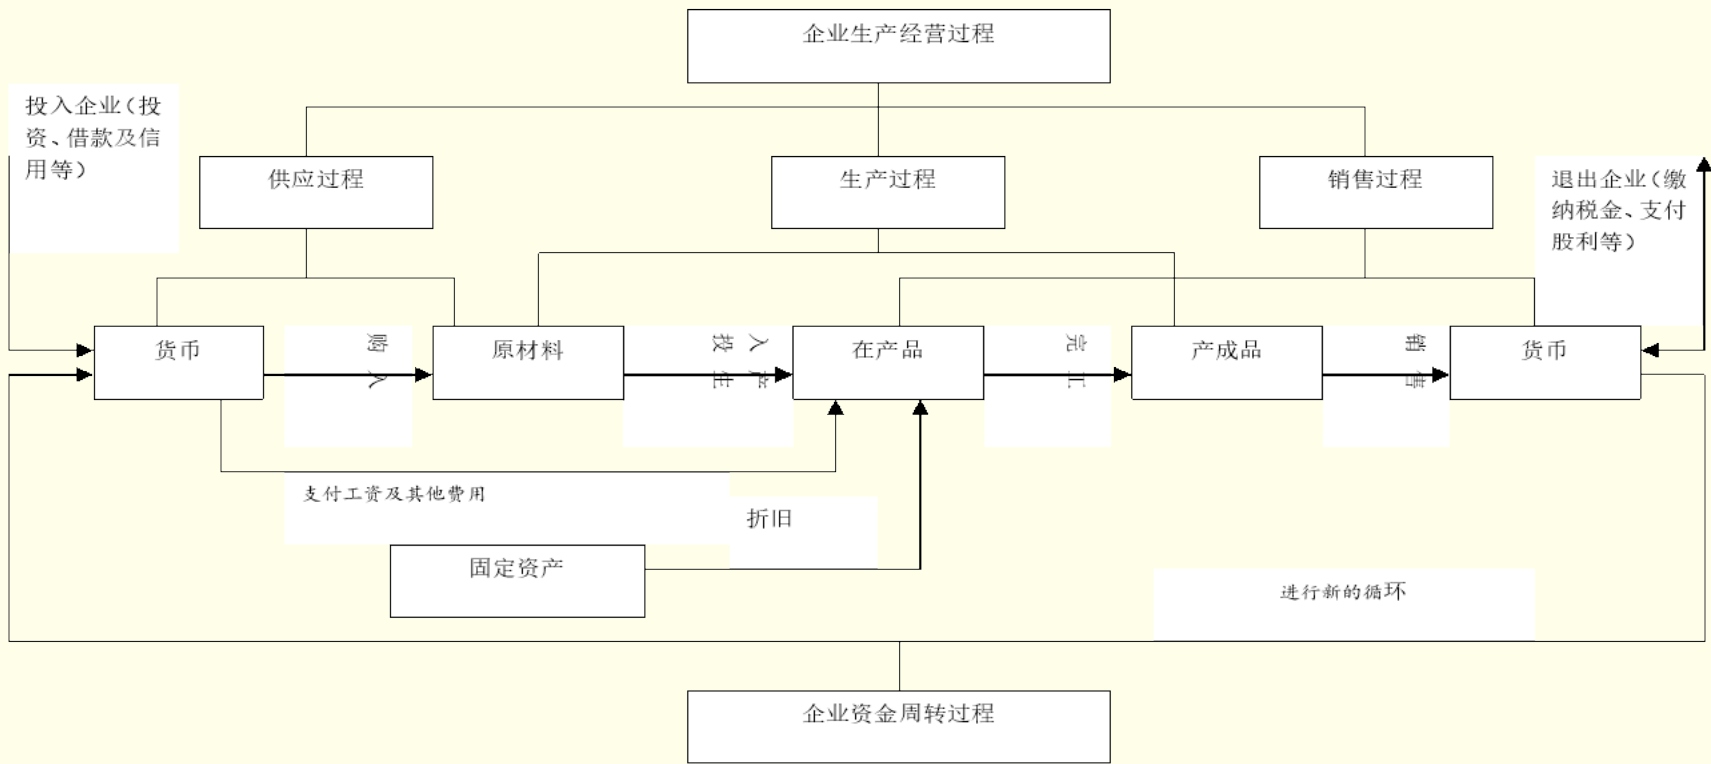 企业生产经营过程
投入企业（投
资、借款及信
用等）
供应过程
生产过程
销售过程
退出企业（缴
纳税金、支付
股利等）
货币
购入
原材料
投入
生产
在产品
完工
产成品
销售
货币
支付工资及其他费用
折旧
固定资产
进行新的循环
企业资金周转过程